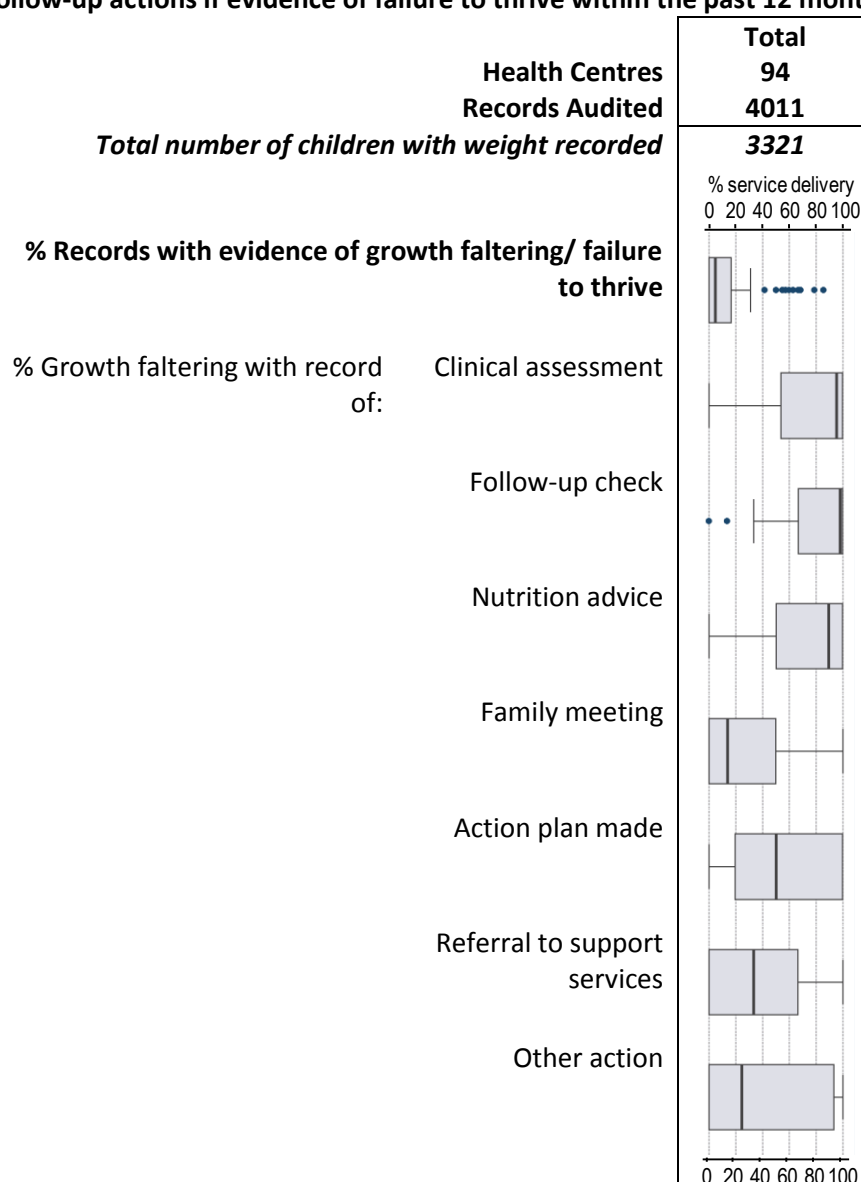 follow-up actions if evidence of failure to thrive within the past 12
Total
Health Centres 94
Records Audited 4011
Total number of children with weight recorded 3321
% service delivery
0 20 40 60 80 100
% Records with evidence of growth faltering/ failure
to thrive
% Growth faltering with record Clinical assessment
of:
Follow-up check
Nutrition advice
Family meeting
Action plan made
Referral to support
services
Other action
0 20 40 60 80 100